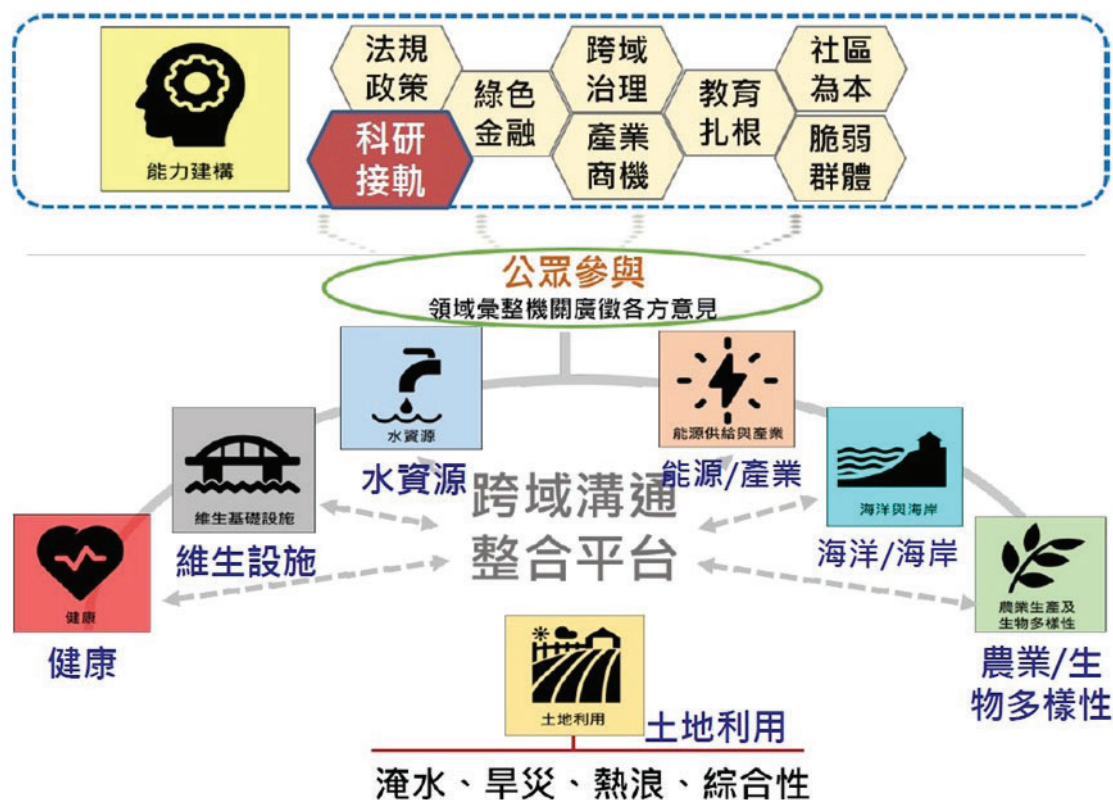 能力建構
法規
政策
科研
接軌
綠色
金融
跨域
治理
產業
商機
教育
扎根
社區
為本
脆弱
群體
公眾參與
領域彙整機關廣徵各方意見
水資源
水資源
能源供給與產業
能源/產業
維生基礎設施
維生設施
海洋與海岸
海洋/海岸
跨域溝通
整合平台
健康
健康
農業生產及
生物多樣性
農業/生
物多樣性
土地利用
土地利用
淹水、旱災、熱浪、綜合性